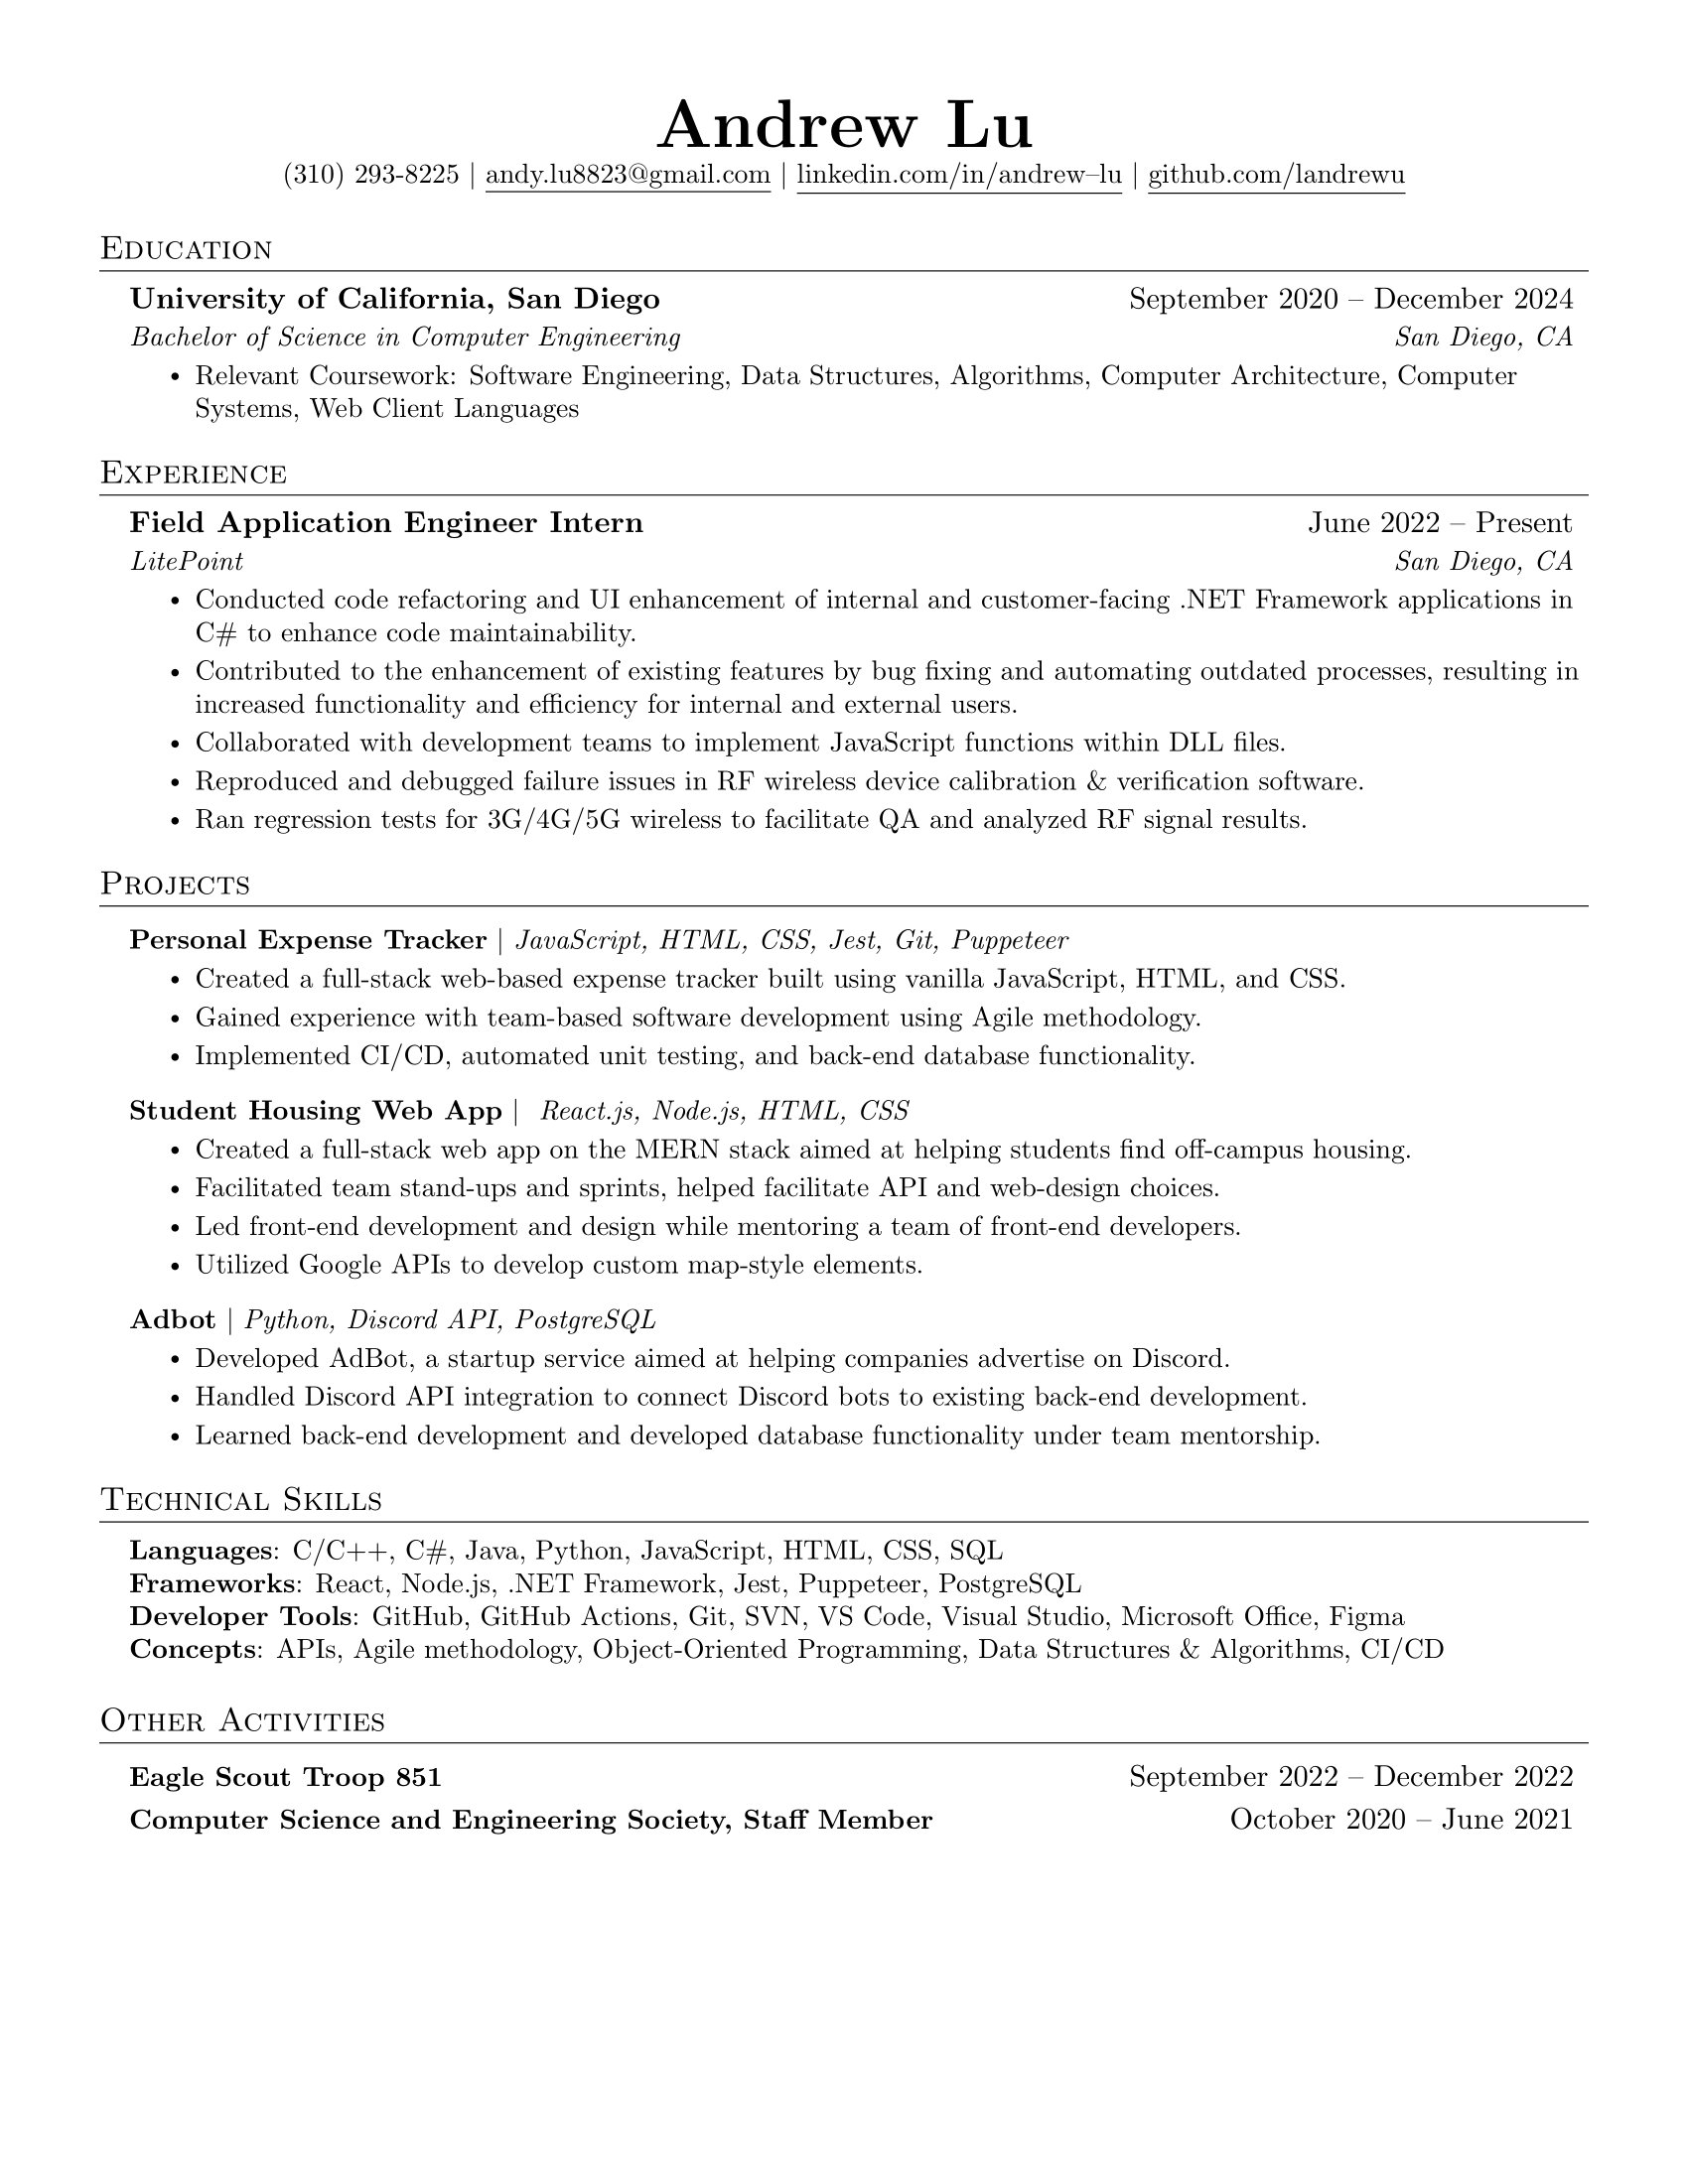 Andrew Lu
(310) 293-8225 | andy.lu8823@gmail.com | linkedin.com/in/andrew–lu | github.com/landrewu
Education
University of California, San Diego September 2020 – December 2024
Bachelor of Science in Computer Engineering San Diego, CA
• Relevant Coursework: Software Engineering, Data Structures, Algorithms, Computer Architecture, Computer
Systems, Web Client Languages
Experience
Field Application Engineer Intern June 2022 – Present
LitePoint San Diego, CA
• Conducted code refactoring and UI enhancement of internal and customer-facing .NET Framework applications in
C# to enhance code maintainability.
• Contributed to the enhancement of existing features by bug fixing and automating outdated processes, resulting in
increased functionality and efficiency for internal and external users.
• Collaborated with development teams to implement JavaScript functions within DLL files.
• Reproduced and debugged failure issues in RF wireless device calibration & verification software.
• Ran regression tests for 3G/4G/5G wireless to facilitate QA and analyzed RF signal results.
Projects
Personal Expense Tracker | JavaScript, HTML, CSS, Jest, Git, Puppeteer
• Created a full-stack web-based expense tracker built using vanilla JavaScript, HTML, and CSS.
• Gained experience with team-based software development using Agile methodology.
• Implemented CI/CD, automated unit testing, and back-end database functionality.
Student Housing Web App | React.js, Node.js, HTML, CSS
• Created a full-stack web app on the MERN stack aimed at helping students find off-campus housing.
• Facilitated team stand-ups and sprints, helped facilitate API and web-design choices.
• Led front-end development and design while mentoring a team of front-end developers.
• Utilized Google APIs to develop custom map-style elements.
Adbot | Python, Discord API, PostgreSQL
• Developed AdBot, a startup service aimed at helping companies advertise on Discord.
• Handled Discord API integration to connect Discord bots to existing back-end development.
• Learned back-end development and developed database functionality under team mentorship.
Technical Skills
Languages: C/C++, C#, Java, Python, JavaScript, HTML, CSS, SQL
Frameworks: React, Node.js, .NET Framework, Jest, Puppeteer, PostgreSQL
Developer Tools: GitHub, GitHub Actions, Git, SVN, VS Code, Visual Studio, Microsoft Office, Figma
Concepts: APIs, Agile methodology, Object-Oriented Programming, Data Structures & Algorithms, CI/CD
Other Activities
Eagle Scout Troop 851 September 2022 – December 2022
Computer Science and Engineering Society, Staff Member October 2020 – June 2021